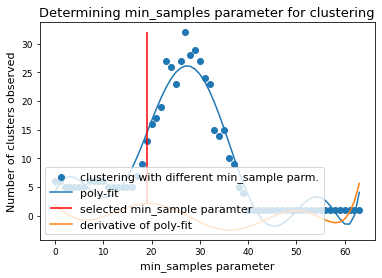 Determining min_samples parameter for clustering
Number of clusters observed
30
25
20
15
10
5
0
clustering with different min_sample parm.
poly-fit
selected min_sample paramter
derivative of poly-fit
0 10 20 30 40 50 60
min_samples parameter